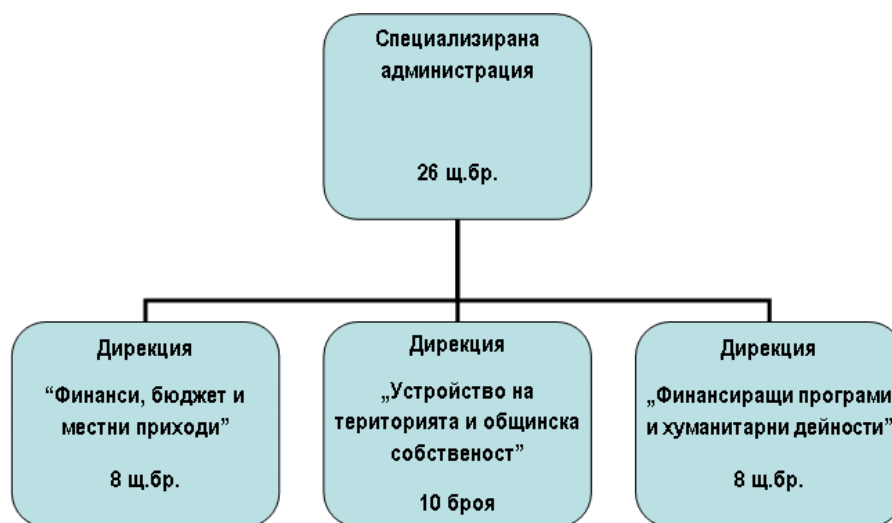 Специализирана
администрация
26 щ.бр.
Дирекция
“Финанси, бюджет и
местни приходи”
8 щ.бр.
Дирекция
„Устройство на
територията и общинска
собственост”
10 броя
Дирекция
„Финансиращи програми
и хуманитарни дейности”
8 щ.бр.